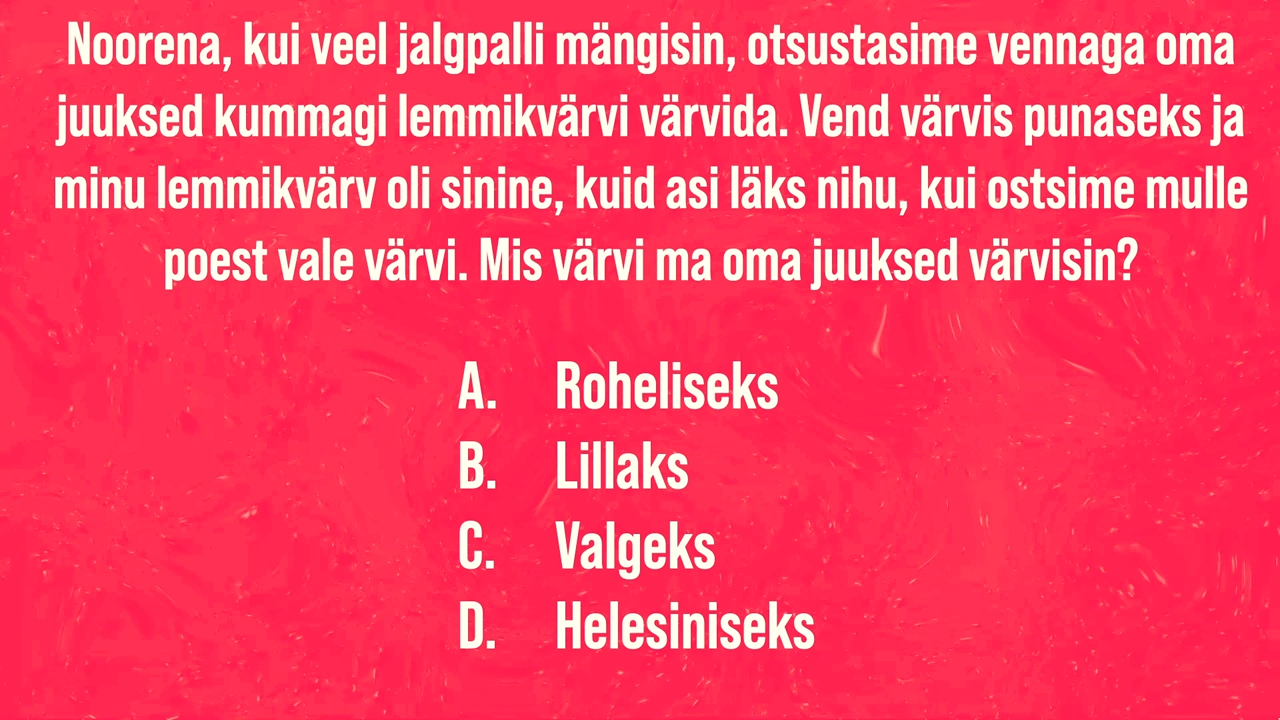 Noorena, kui veel jalgpalli mängisin, otsustasime vennaga oma
juuksed kummagi lemmikvärvi värvida. Vend värvis punaseks ja
minu lemmikvärv oli sinine, kuid asi läks nihu, kui ostsime mulle
poest vale värvi. Mis värvi ma oma juuksed värvisin?
A. Roheliseks
B. Lillaks
C. Valgeks
D. Helesiniseks